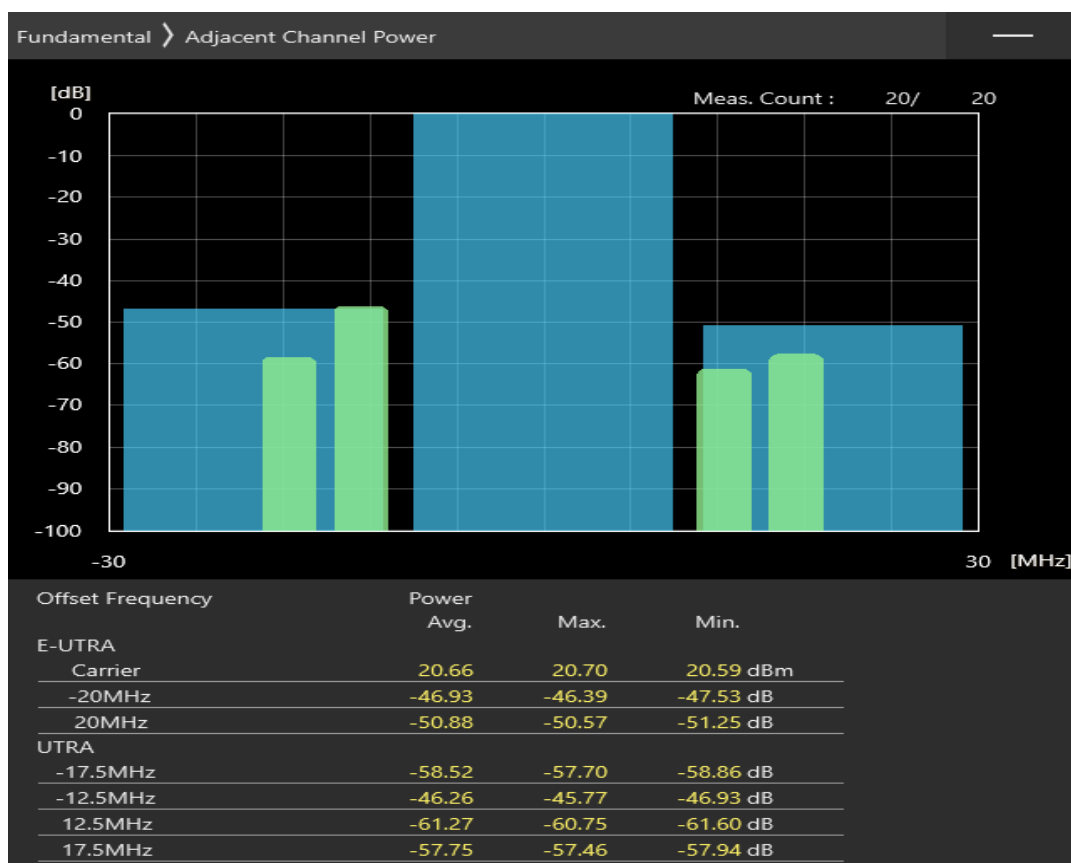 Fundamental ❯ Adjacent Channel Power
[dB]
Meas. Count : 20/ 20
0
-10
-20
-30
-40
-50
-60
-70
-80
-90
-100
-30 30 [MHz]
Offset Frequency Power
Avg. Max. Min.
E-UTRA
Carrier 20.66 20.70 20.59 dBm
-20MHz -46.93 -46.39 -47.53 dB
20MHz -50.88 -50.57 -51.25 dB
UTRA
-17.5MHz -58.52 -57.70 -58.86 dB
-12.5MHz -46.26 -45.77 -46.93 dB
12.5MHz -61.27 -60.75 -61.60 dB
17.5MHz -57.75 -57.46 -57.94 dB